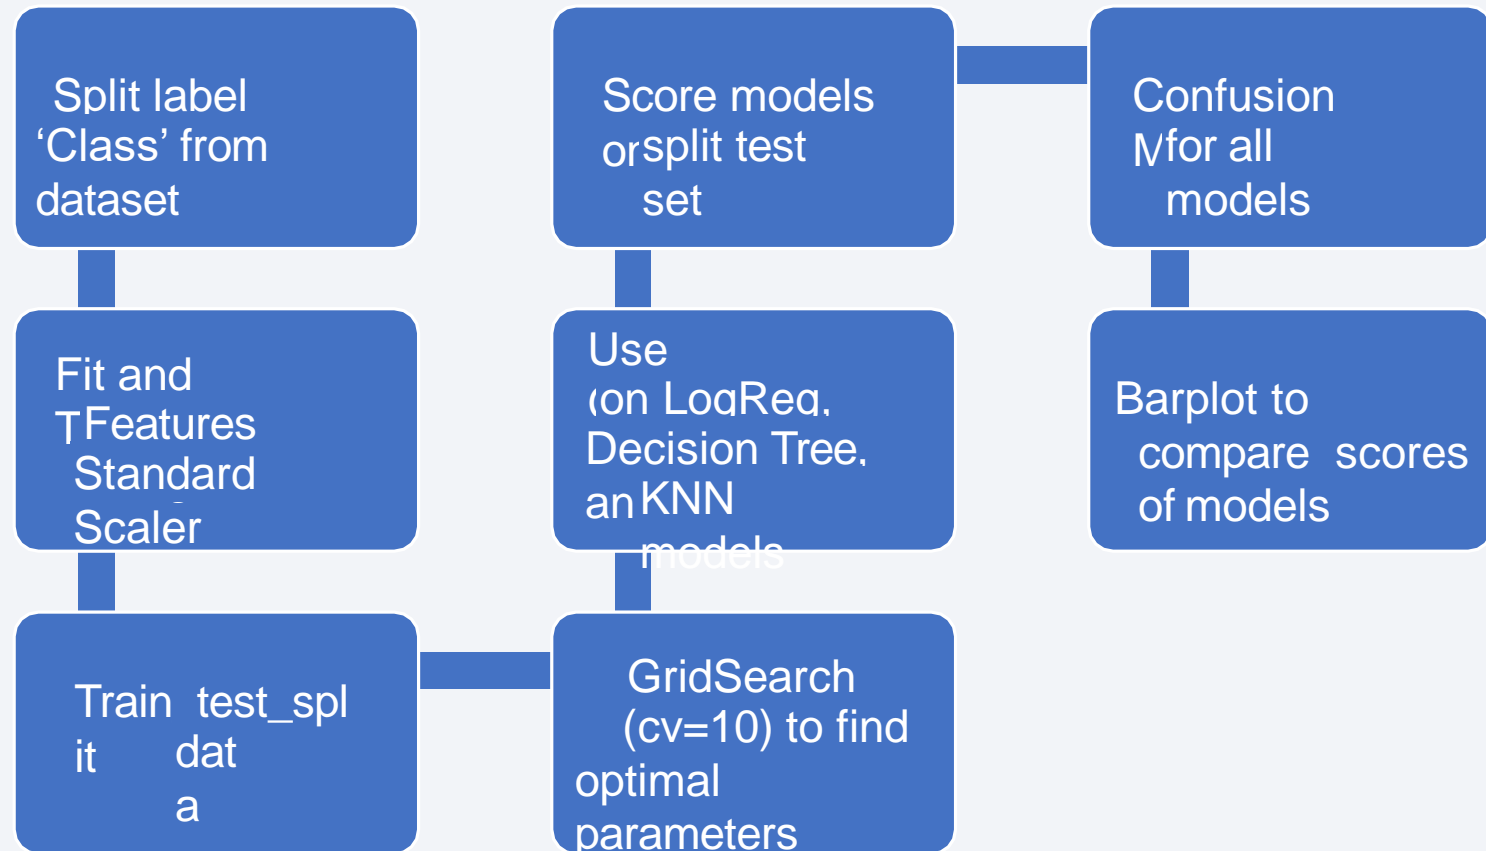 Split label
‘Class’ from
dataset
Fit and
Features
Standard
Scaler
Train test_spl
it dat
a
GridSearch
(cv=10) to find
optimal
parameters
Use
on LogReg,
Decision Tree,
KNN
models
Score models
split test
set
Confusion
for all
models
Barplot to
compare scores
of models